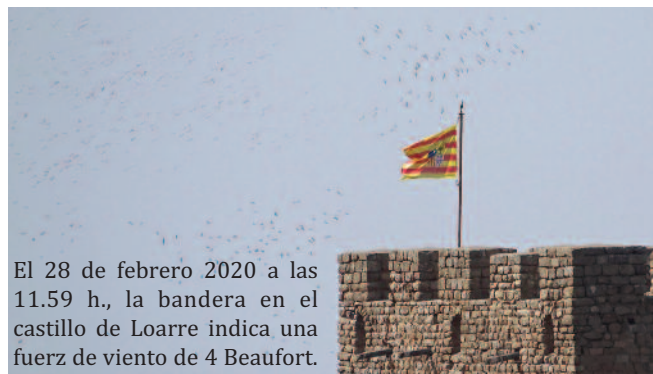 El 28 de febrero 2020 a las
11.59 h., la bandera en el
castillo de Loarre indica una
fuerz de viento de 4 Beaufort.